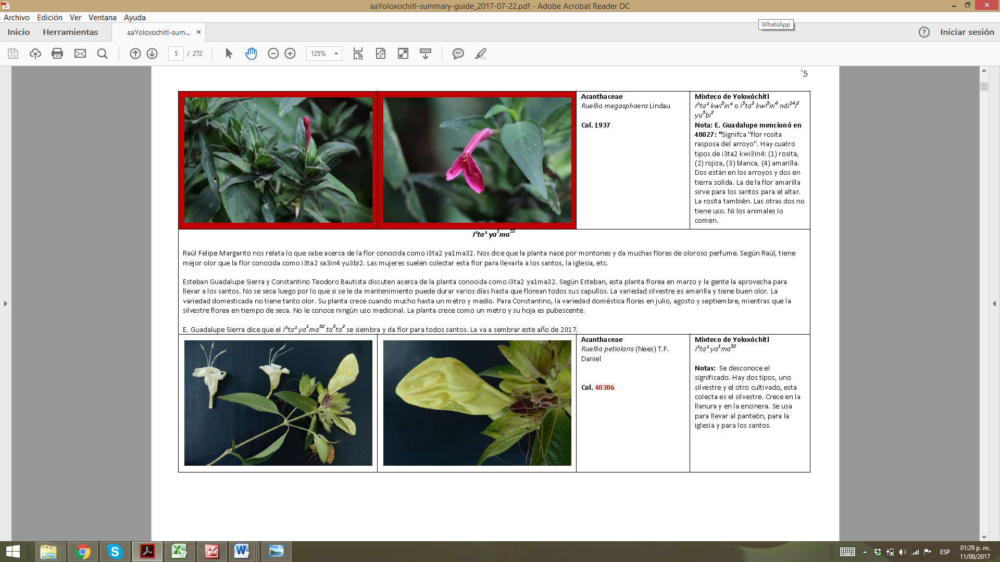 aaYoloxochitl-summary-guide_2017-07-22.pdf - Adobe Acrobat Reader DC
Archivo Edición Ver Ventana Ayuda
WhatsApp
Inicio Herramientas aaYoloxochitl-sum... × Iniciar sesión
5 / 272 125%
`5
Acanthaceae
Ruellia megasphaera Lindau
Col. 1937
Mixteco de Yoloxóchitl
I³ta² kwi³in⁴ o i³ta² kwi³in⁴ ndi¹⁴i²
yu³bi²
Nota: E. Guadalupe mencionó en
40027: "Signifca "flor rosita
rasposa del arroyo". Hay cuatro
tipos de i3ta2 kwi3in4: (1) rosita,
(2) rojiza, (3) blanca, (4) amarilla.
Dos están en los arroyos y dos en
tierra solida. La de la flor amarilla
sirve para los santos para el altar.
La rosita también. Las otras dos no
tiene uso. Ni los animales lo
comen.
I³ta² ya¹ma³²
Raúl Felipe Margarito nos relata lo que sabe acerca de la flor conocida como i3ta2 ya1ma32. Nos dice que la planta nace por montones y da muchas flores de oloroso perfume. Según Raúl, tiene
mejor olor que la flor conocida como i3ta2 sa3in4 yu3bi2. Las mujeres suelen colectar esta flor para llevarla a los santos, la iglesia, etc.
Esteban Guadalupe Sierra y Constantino Teodoro Bautista discuten acerca de la planta conocida como i3ta2 ya1ma32. Según Esteban, esta planta florea en marzo y la gente la aprovecha para
llevar a los santos. No se seca luego por lo que si se le da mantenimiento puede durar varios días hasta que florean todos sus capullos. La variedad silvestre es amarilla y tiene buen olor. La
variedad domesticada no tiene tanto olor. Su planta crece cuando mucho hasta un metro y medio. Para Constantino, la variedad doméstica flores en julio, agosto y septiembre, mientras que la
silvestre florea en tiempo de seca. No le conoce ningún uso medicinal. La planta crece como un metro y su hoja es pubescente.
E. Guadalupe Sierra dice que el I³ta² ya¹ma³² ta³ta² se siembra y da flor para todos santos. La va a sembrar este año de 2017.
Acanthaceae
Ruellia petiolaris (Nees) T.F.
Daniel
Col. 40306
Mixteco de Yoloxóchitl
I³ta² ya¹ma³²
Notas: Se desconoce el
significado. Hay dos tipos, uno
silvestre y el otro cultivado, esta
colecta es el silvestre. Crece en la
llanura y en la encinera. Se usa
para llevar al panteón, para la
iglesia y para los santos.
ESP
01:29 p. m.
11/08/2017